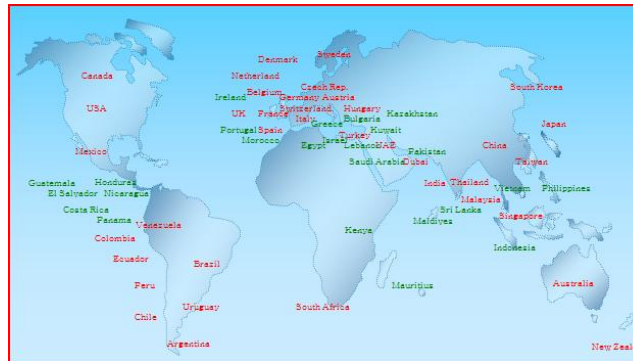 Sweden
Denmark
Canada
Netherland
Czech Rep.
South Korea
Belgium
Ireland
Germany Austria
USA
Switzerland
Hungary
UK
France
Kazakhstan
Italy
Bulgaria
Greece
Japan
Portugal
Spain
Turkey
Kuwait
Morocco
Israel
Egypt
Lebanon
UAE
China
Mexico
Pakistan
Saudi Arabia
Dubai
Taiwan
Guatemala
Honduras
India
Thailand
El Salvador
Nicaragua
Vietnam
Philippines
Malaysia
Costa Rica
Sri Lanka
Panama
Maldives
Singapore
Venezuela
Kenya
Colombia
Indonesia
Ecuador
Brazil
Peru
Mauritius
Australia
Uruguay
South Africa
Chile
Argentina
New Zeal